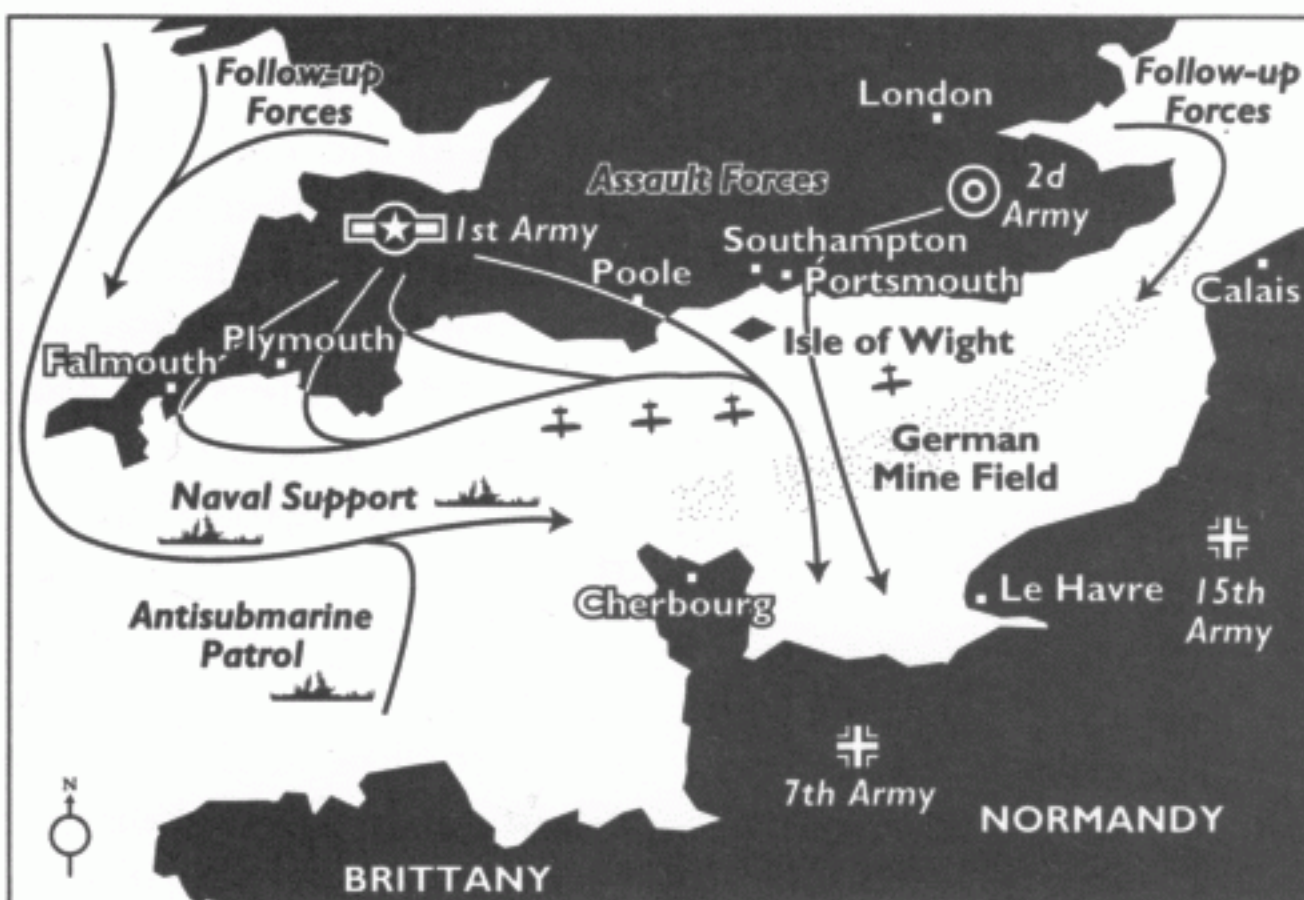 Follow-up
Forces
London
Follow-up
Forces
Assault Forces
2d
Army
1st Army
Southampton
Poole
Portsmouth
Calais
Plymouth
Isle of Wight
Falmouth
German
Mine Field
Naval Support
Cherbourg
Le Havre
15th
Army
Antisubmarine
Patrol
7th Army
N
NORMANDY
BRITTANY